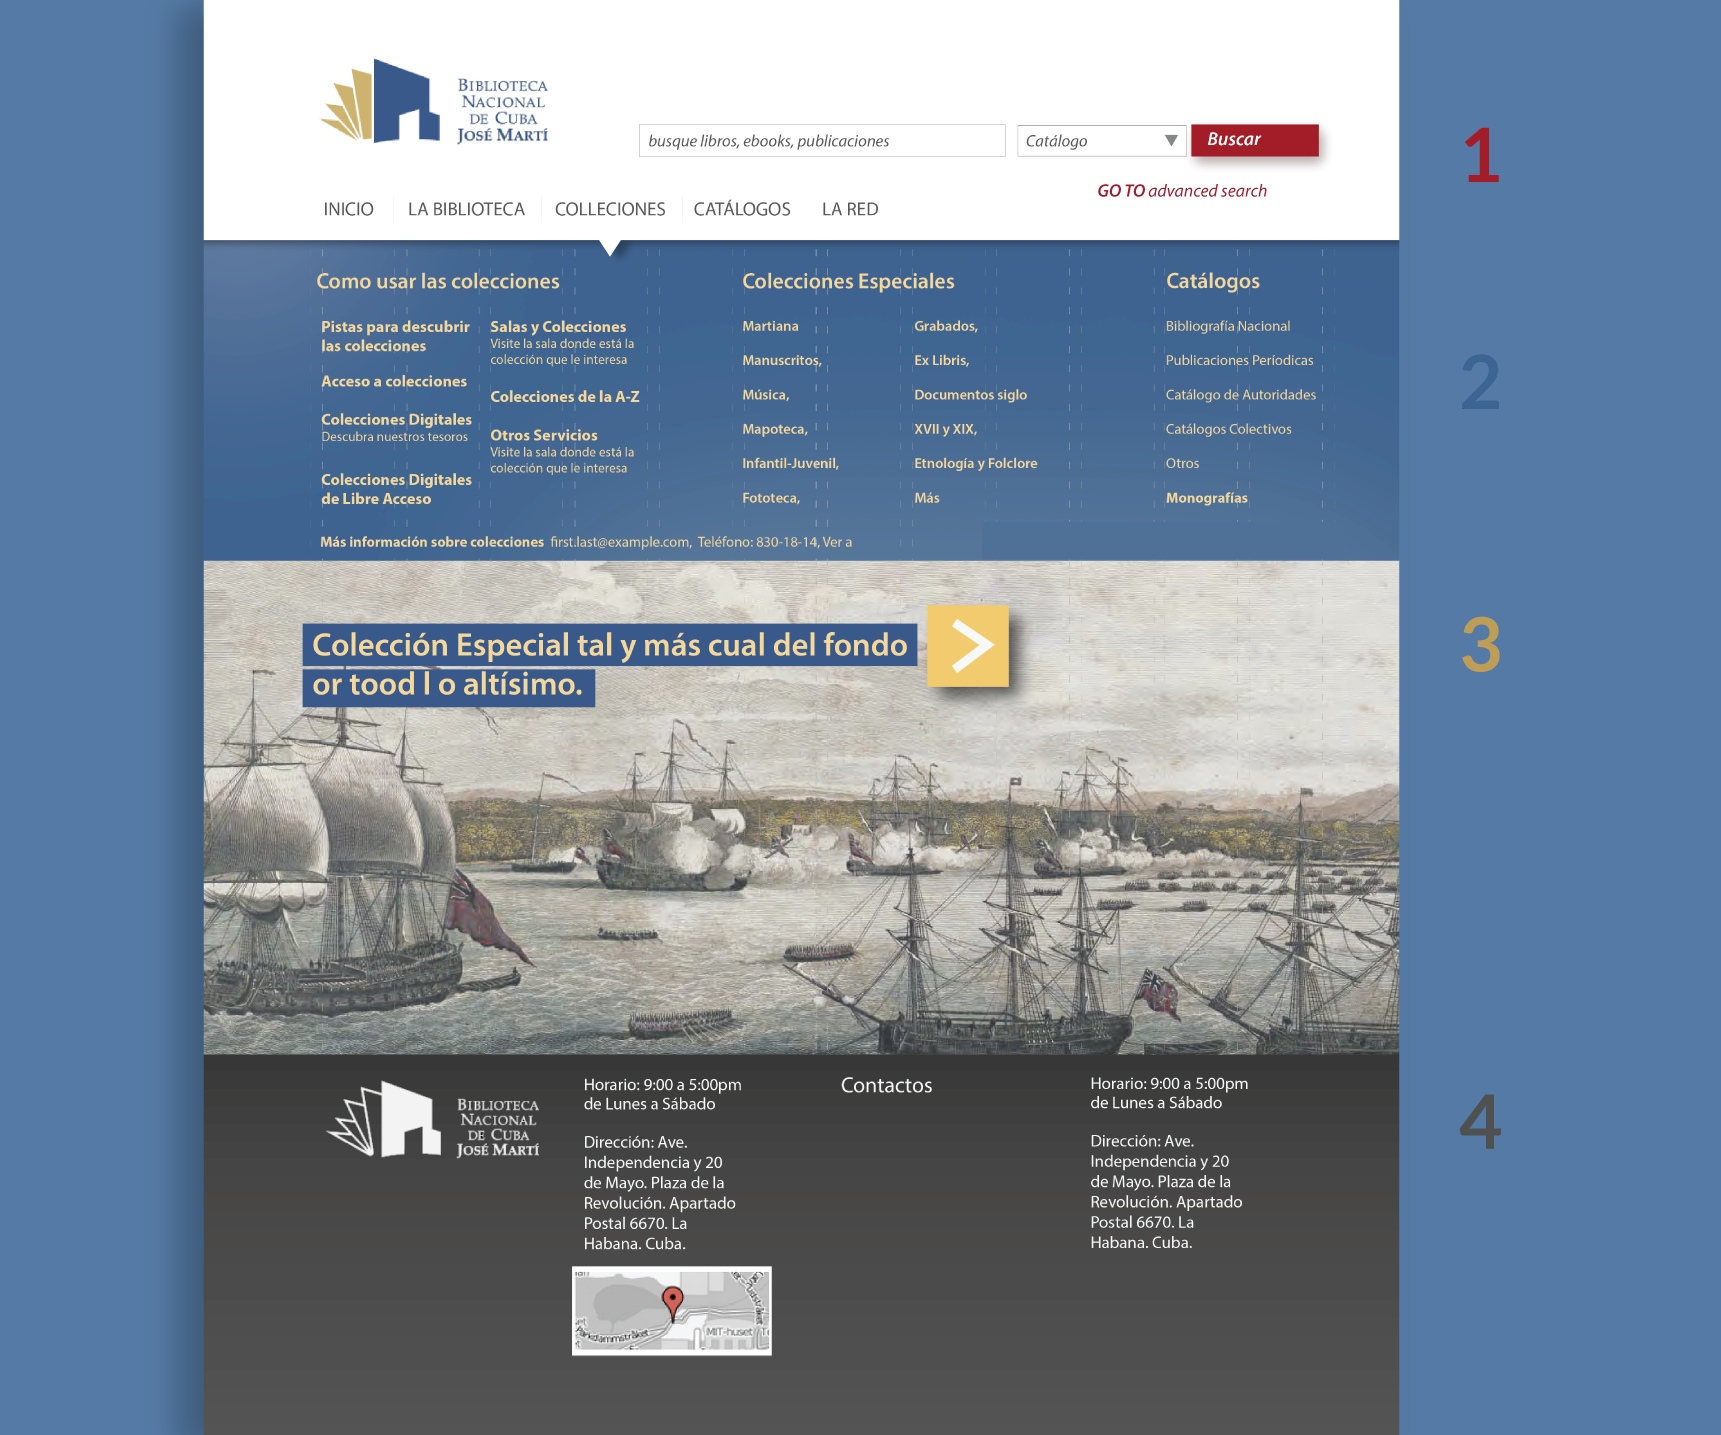 BIBLIOTECA
NACIONAL
DE CUBA
JOSÉ MARTÍ
busque libros, ebooks, publicaciones
Catálogo
Buscar
GO TO advanced search
INICIO
LA BIBLIOTECA
COLLECIONES
CATÁLOGOS
LA RED
1
Como usar las colecciones
Pistas para descubrir
las colecciones
Acceso a colecciones
Colecciones Digitales
Descubra nuestros tesoros
Colecciones Digitales
de Libre Acceso
Salas y Colecciones
Visite la sala donde está la
colección que le interesa
Colecciones de la A-Z
Otros Servicios
Visite la sala donde está la
colección que le interesa
Colecciones Especiales
Martiana
Manuscritos,
Música,
Mapoteca,
Infantil-Juvenil,
Fototeca,
Grabados,
Ex Libris,
Documentos siglo
XVII y XIX,
Etnología y Folclore
Más
Catálogos
Bibliografía Nacional
Publicaciones Períodicas
Catálogo de Autoridades
Catálogos Colectivos
Otros
Monografías
Más información sobre colecciones first.last@example.com, Teléfono: 830-18-14, Ver a
2
Colección Especial tal y más cual del fondo
or tood l o altísimo.
3
BIBLIOTECA
NACIONAL
DE CUBA
JOSÉ MARTÍ
Horario: 9:00 a 5:00pm
de Lunes a Sábado
Dirección: Ave.
Independencia y 20
de Mayo. Plaza de la
Revolución. Apartado
Postal 6670. La
Habana. Cuba.
Parkdammstråket
MIT-huset
Contactos
Horario: 9:00 a 5:00pm
de Lunes a Sábado
Dirección: Ave.
Independencia y 20
de Mayo. Plaza de la
Revolución. Apartado
Postal 6670. La
Habana. Cuba.
4